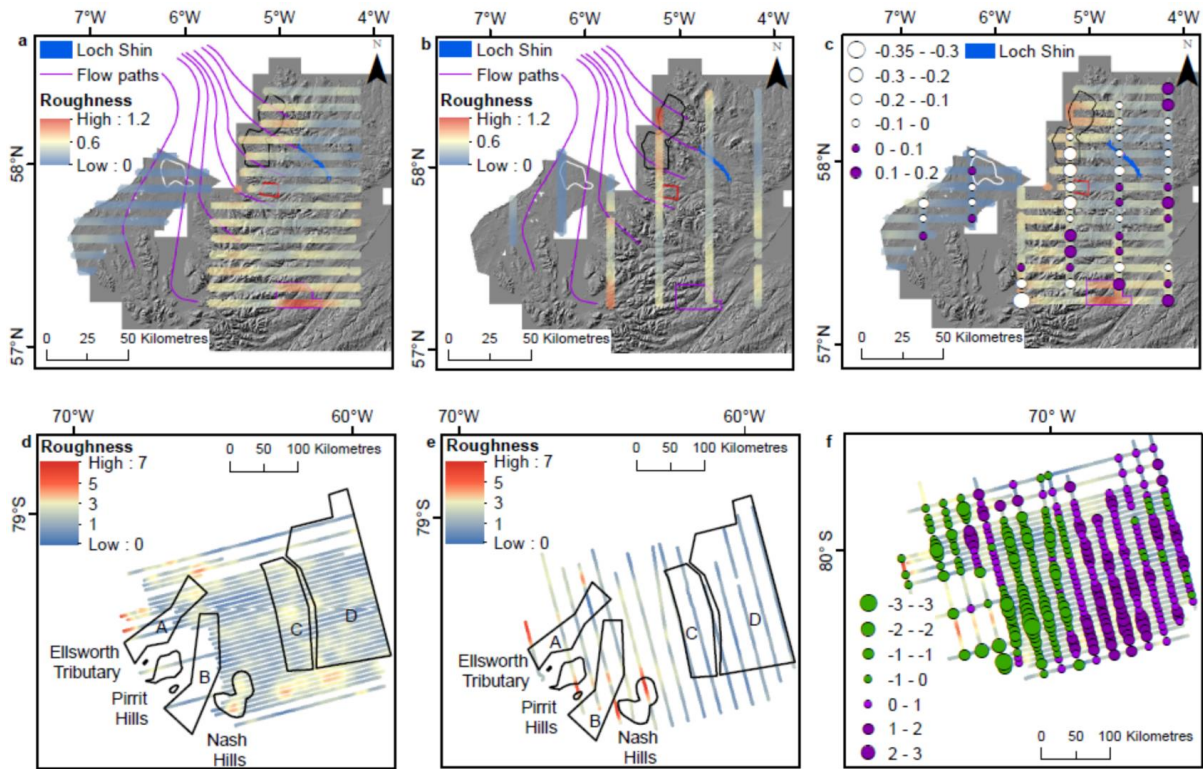 7°W 6°W 5°W 4°W
a
Loch Shin
Flow paths
Roughness
High : 1.2
0.6
Low : 0
N
58°N
57°N
0 25 50 Kilometres
7°W 6°W 5°W 4°W
b
Loch Shin
Flow paths
Roughness
High : 1.2
0.6
Low : 0
N
58°N
57°N
0 25 50 Kilometres
7°W 6°W 5°W 4°W
c
-0.35 - -0.3
Loch Shin
-0.3 - -0.2
-0.2 - -0.1
-0.1 - 0
0 - 0.1
0.1 - 0.2
N
58°N
57°N
0 25 50 Kilometres
70°W 60°W
d
Roughness
High : 7
5
3
1
Low : 0
0 50 100 Kilometres
79°S
A
B
C
D
Ellsworth
Tributary
Pirrit
Hills
Nash
Hills
70°W 60°W
e
Roughness
High : 7
5
3
1
Low : 0
0 50 100 Kilometres
79°S
A
B
C
D
Ellsworth
Tributary
Pirrit
Hills
Nash
Hills
70° W
f
80° S
-3 - -3
-2 - -2
-1 - -1
-1 - 0
0 - 1
1 - 2
2 - 3
0 50 100 Kilometres